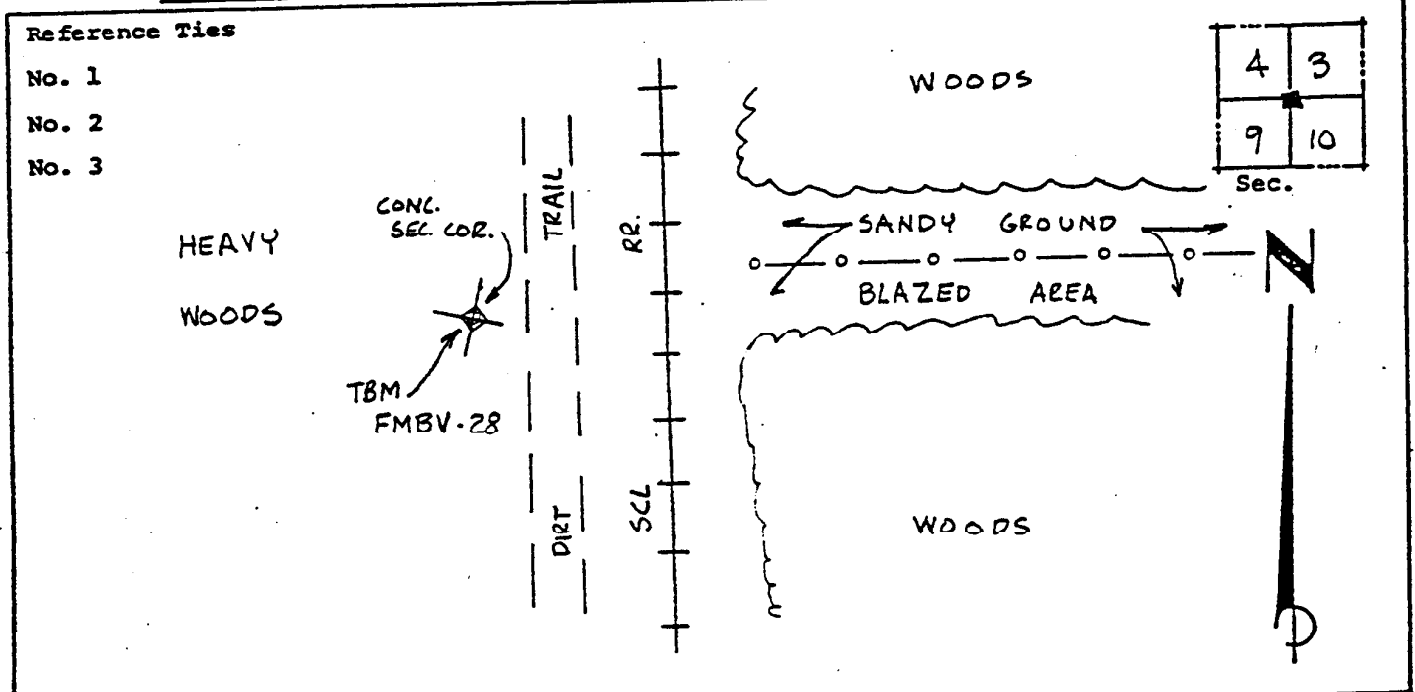 Reference Ties
No. 1
No. 2
No. 3
WOODS
4 3
9 10
Sec.
CONC.
SEC. COR.
HEAVY
WOODS
TRAIL
RR.
SANDY GROUND
BLAZED AREA
N
TBM
FMBV-28
DIRT
SCL
WOODS